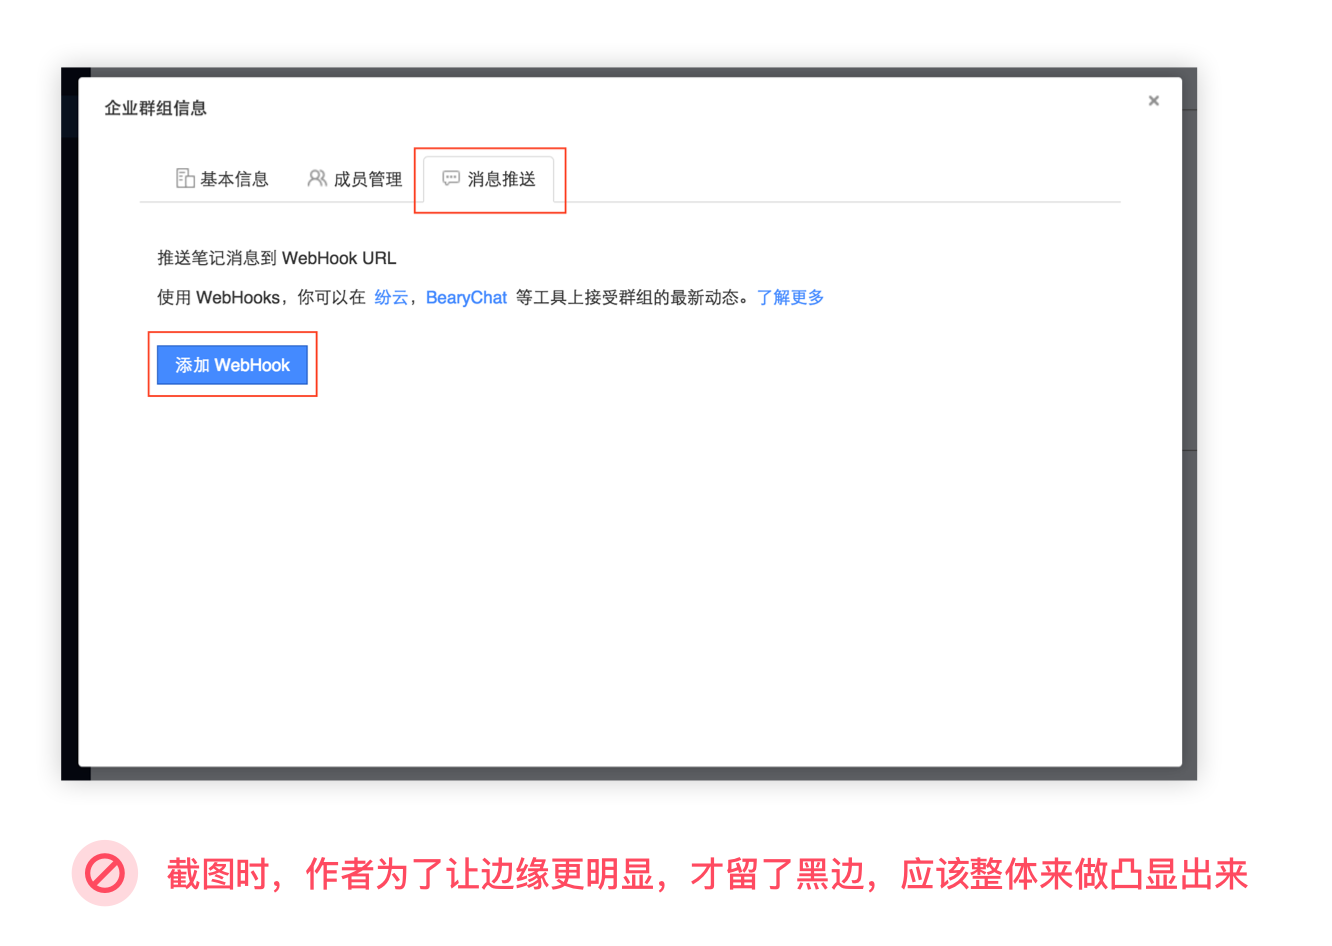 企业群组信息
基本信息 成员管理 消息推送
推送笔记消息到 WebHook URL
使用 WebHooks，你可以在 纷云，BearyChat 等工具上接受群组的最新动态。了解更多
添加 WebHook
截图时，作者为了让边缘更明显，才留了黑边，应该整体来做凸显出来